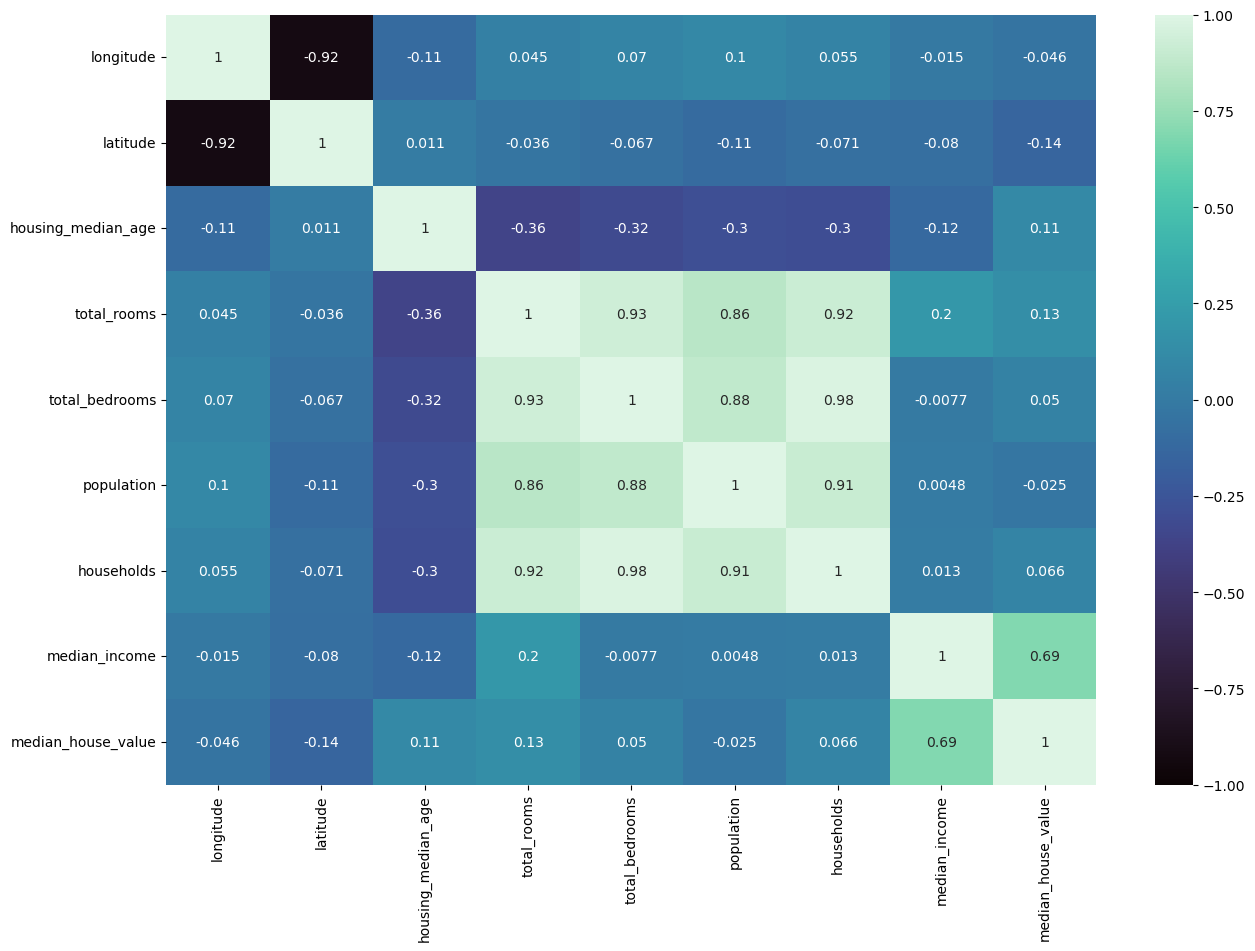 longitude 1 -0.92 -0.11 0.045 0.07 0.1 0.055 -0.015 -0.046
latitude -0.92 1 0.011 -0.036 -0.067 -0.11 -0.071 -0.08 -0.14
housing_median_age -0.11 0.011 1 -0.36 -0.32 -0.3 -0.3 -0.12 0.11
total_rooms 0.045 -0.036 -0.36 1 0.93 0.86 0.92 0.2 0.13
total_bedrooms 0.07 -0.067 -0.32 0.93 1 0.88 0.98 -0.0077 0.05
population 0.1 -0.11 -0.3 0.86 0.88 1 0.91 0.0048 -0.025
households 0.055 -0.071 -0.3 0.92 0.98 0.91 1 0.013 0.066
median_income -0.015 -0.08 -0.12 0.2 -0.0077 0.0048 0.013 1 0.69
median_house_value -0.046 -0.14 0.11 0.13 0.05 -0.025 0.066 0.69 1
longitude
latitude
housing_median_age
total_rooms
total_bedrooms
population
households
median_income
median_house_value
1.00
0.75
0.50
0.25
0.00
−0.25
−0.50
−0.75
−1.00